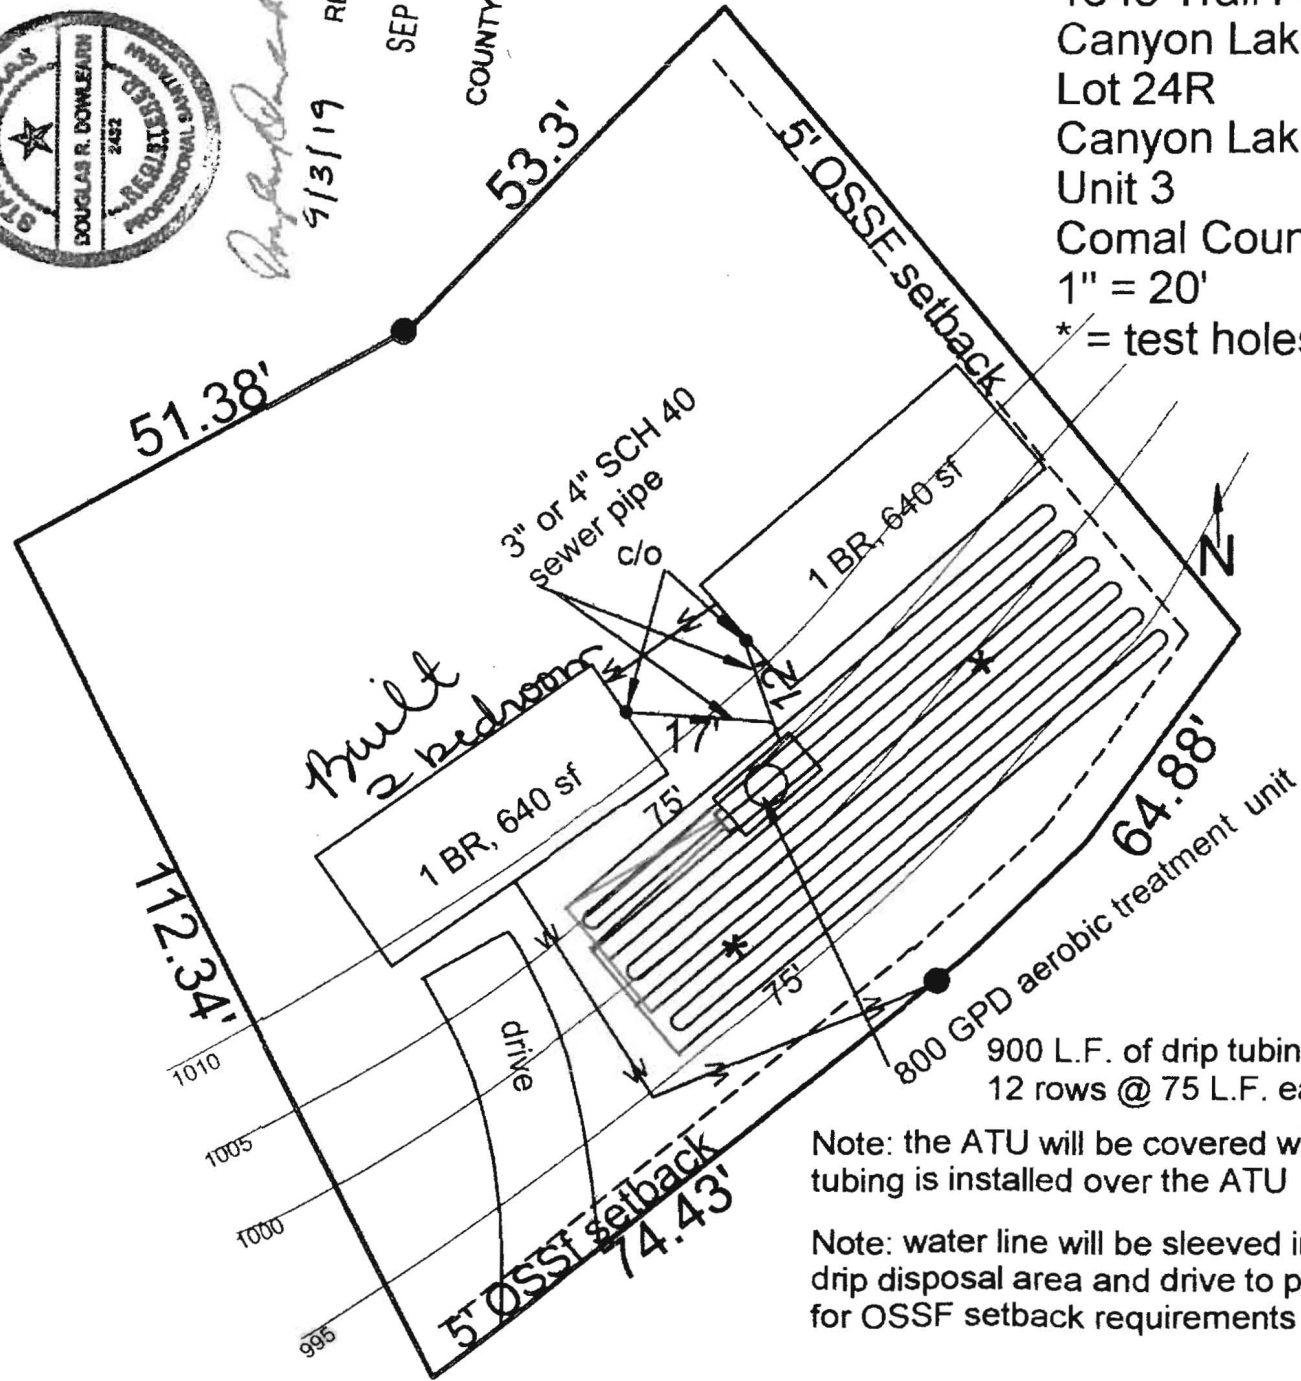 DOUGLAS R. DOWLEARN
2432
REGISTERED
PROFESSIONAL SANITARIAN
9/3/19
SEP
COUNTY
Canyon Lak
Lot 24R
Canyon Lak
Unit 3
Comal Coun
1" = 20'
* = test holes
53.3'
51.38'
5' OSSF setback
3" or 4" SCH 40
sewer pipe
c/o
1 BR, 640 sf
N
W
W
12'
17'
Built
2 bedrooms
1 BR, 640 sf
75'
*
*
75'
64.88'
112.34'
drive
W
W
W
W
800 GPD aerobic treatment unit
1010
1005
1000
995
5' OSSF setback
74.43'
900 L.F. of drip tubin
12 rows @ 75 L.F. ea
Note: the ATU will be covered w
tubing is installed over the ATU
Note: water line will be sleeved i
drip disposal area and drive to p
for OSSF setback requirements